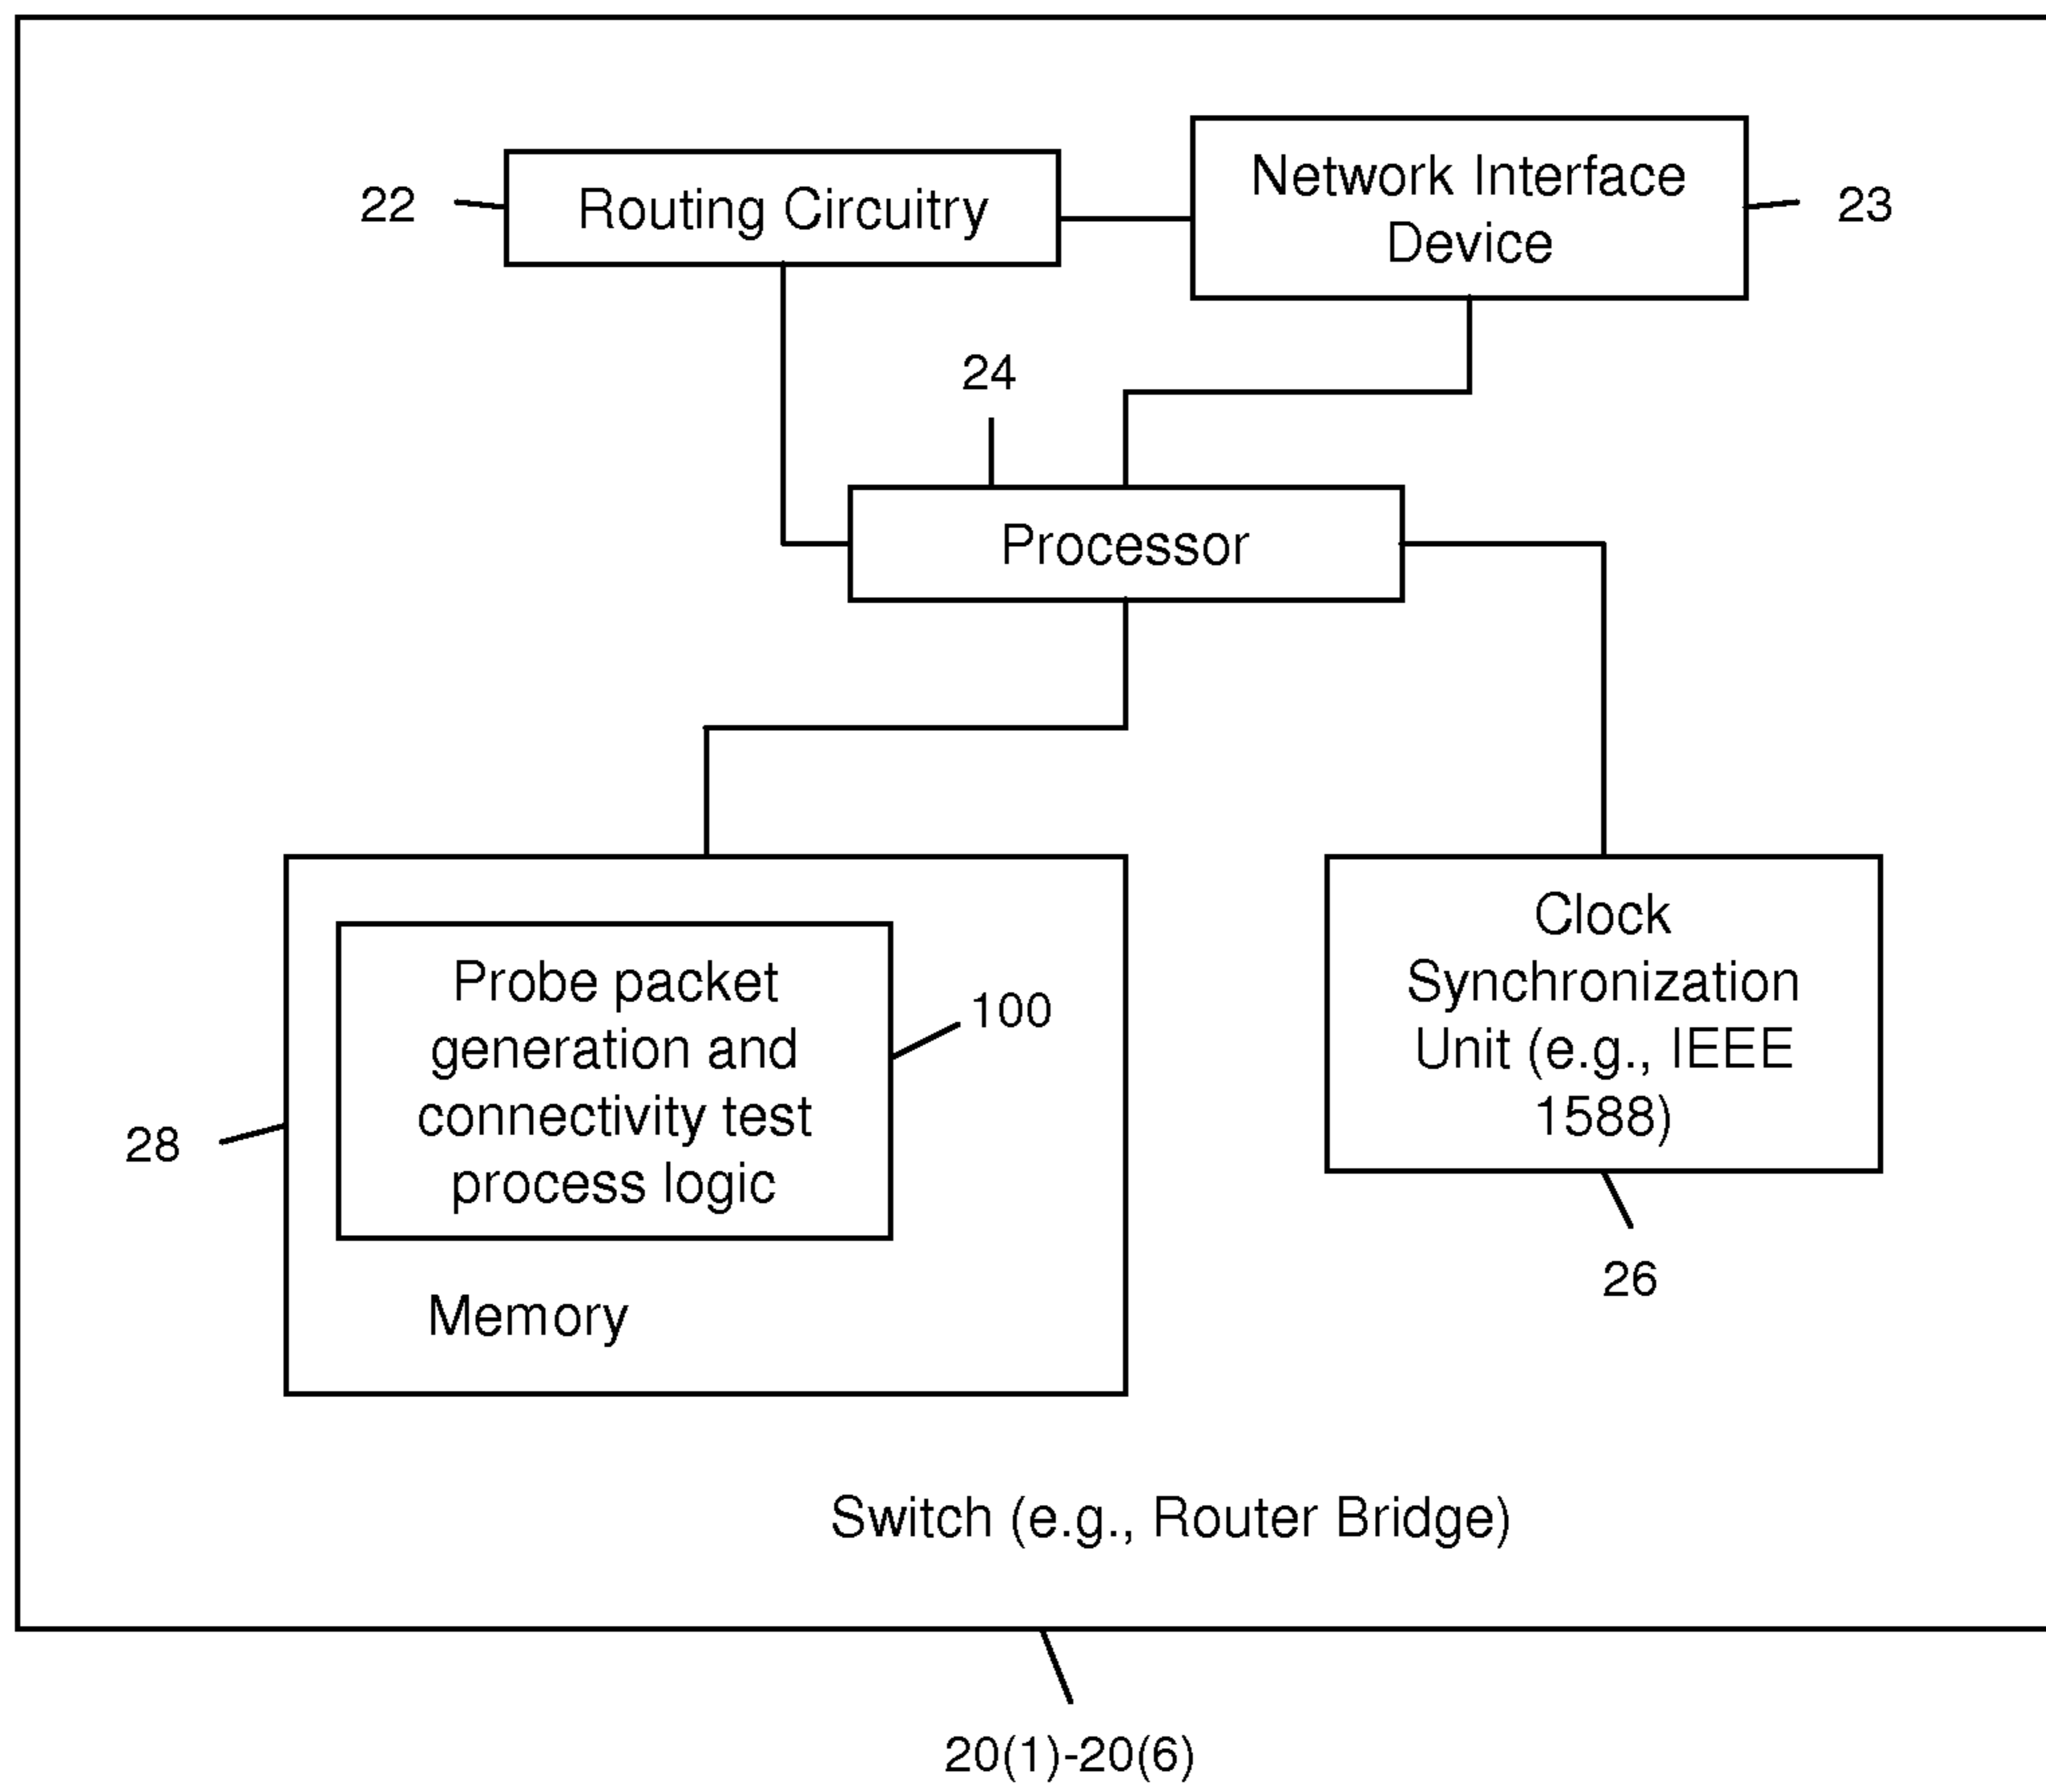 22
Routing Circuitry
Network Interface
Device
23
24
Processor
Probe packet
generation and
connectivity test
process logic
100
28
Memory
Clock
Synchronization
Unit (e.g., IEEE
1588)
26
Switch (e.g., Router Bridge)
20(1)-20(6)